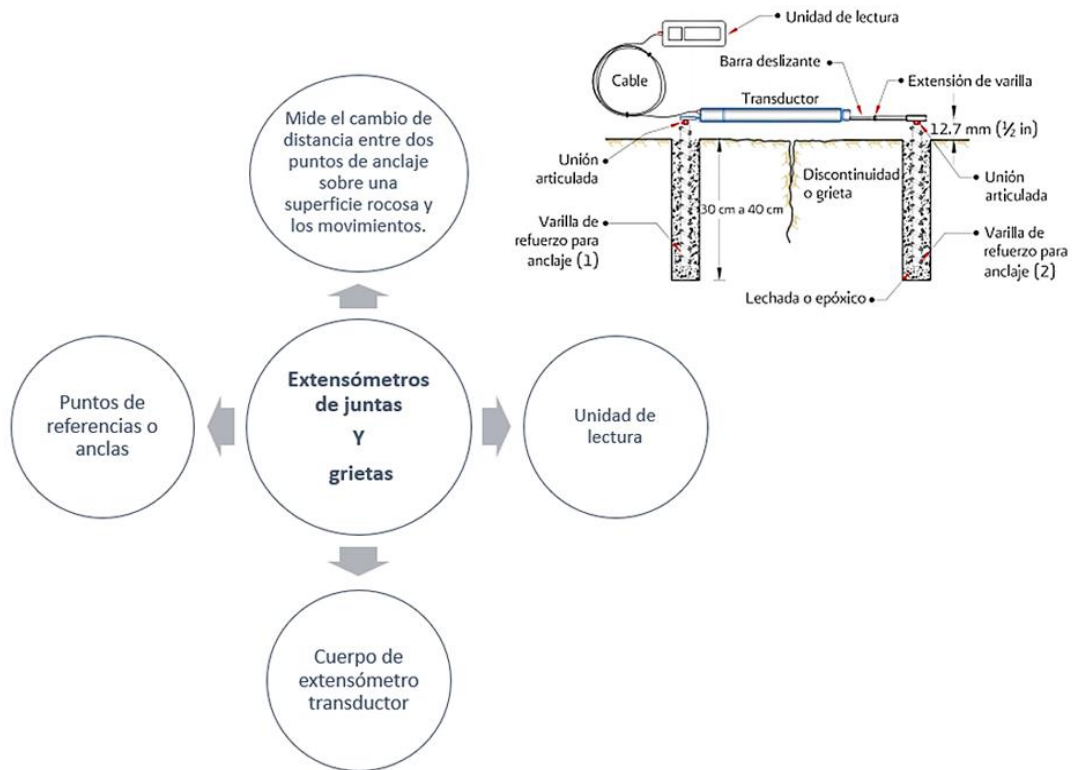 Unidad de lectura
Cable
Barra deslizante
Extensión de varilla
Transductor
12,7 mm (½ in)
Unión
articulada
Discontinuidad
o grieta
Unión
articulada
30 cm a 40 cm
Varilla de
refuerzo para
anclaje (1)
Varilla de
refuerzo para
anclaje (2)
Lechada o epóxico
Mide el cambio de
distancia entre dos
puntos de anclaje
sobre una
superficie rocosa y
los movimientos.
Puntos de
referencias o
anclas
Extensómetros
de juntas
Y
grietas
Unidad de
lectura
Cuerpo de
extensómetro
transductor